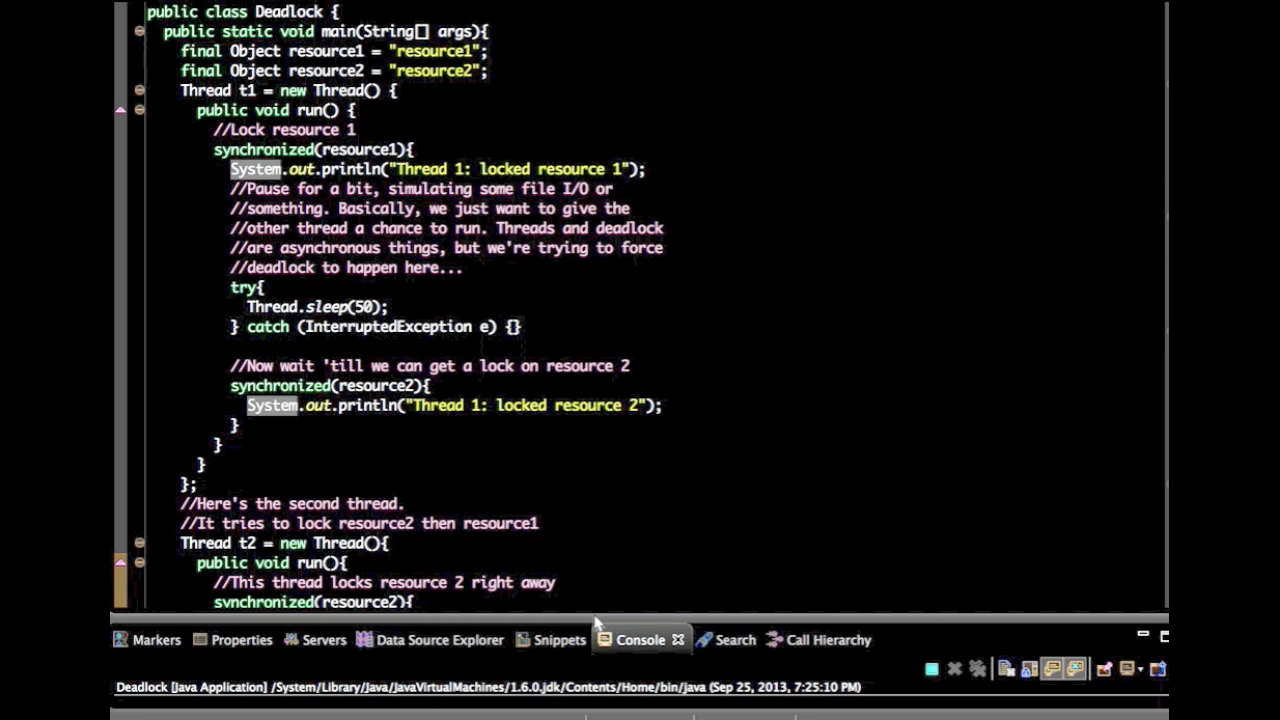 public class Deadlock {
public static void main(String[] args){
final Object resource1 = "resource1";
final Object resource2 = "resource2";
Thread t1 = new Thread() {
public void run() {
//Lock resource 1
synchronized(resource1){
System.out.println("Thread 1: locked resource 1");
//Pause for a bit, simulating some file I/O or
//something. Basically, we just want to give the
//other thread a chance to run. Threads and deadlock
//are asynchronous things, but we're trying to force
//deadlock to happen here...
try{
Thread.sleep(50);
} catch (InterruptedException e) {}
//Now wait 'till we can get a lock on resource 2
synchronized(resource2){
System.out.println("Thread 1: locked resource 2");
}
}
}
};
//Here's the second thread.
//It tries to lock resource2 then resource1
Thread t2 = new Thread(){
public void run(){
//This thread locks resource 2 right away
synchronized(resource2){
Markers Properties Servers Data Source Explorer Snippets Console Search Call Hierarchy
Deadlock [Java Application] /System/Library/Java/JavaVirtualMachines/1.6.0.jdk/Contents/Home/bin/java (Sep 25, 2013, 7:25:10 PM)